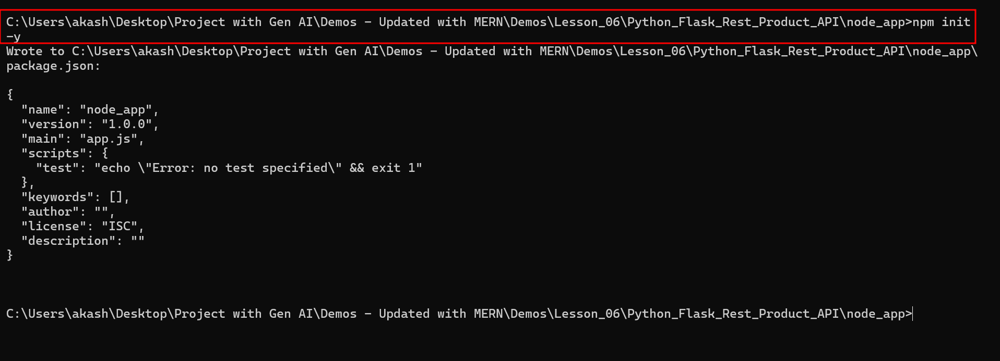 C:\Users\akash\Desktop\Project with Gen AI\Demos - Updated with MERN\Demos\Lesson_06\Python_Flask_Rest_Product_API\node_app>npm init
-y
Wrote to C:\Users\akash\Desktop\Project with Gen AI\Demos - Updated with MERN\Demos\Lesson_06\Python_Flask_Rest_Product_API\node_app\
package.json:

{
  "name": "node_app",
  "version": "1.0.0",
  "main": "app.js",
  "scripts": {
    "test": "echo \"Error: no test specified\" && exit 1"
  },
  "keywords": [],
  "author": "",
  "license": "ISC",
  "description": ""
}

C:\Users\akash\Desktop\Project with Gen AI\Demos - Updated with MERN\Demos\Lesson_06\Python_Flask_Rest_Product_API\node_app>